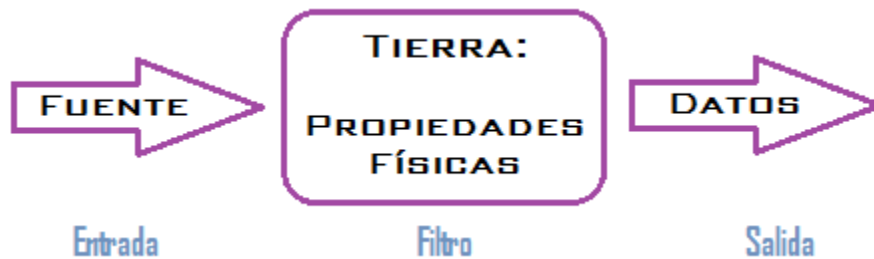 Fuente
Tierra:
Propiedades
Físicas
Datos
Entrada
Filtro
Salida